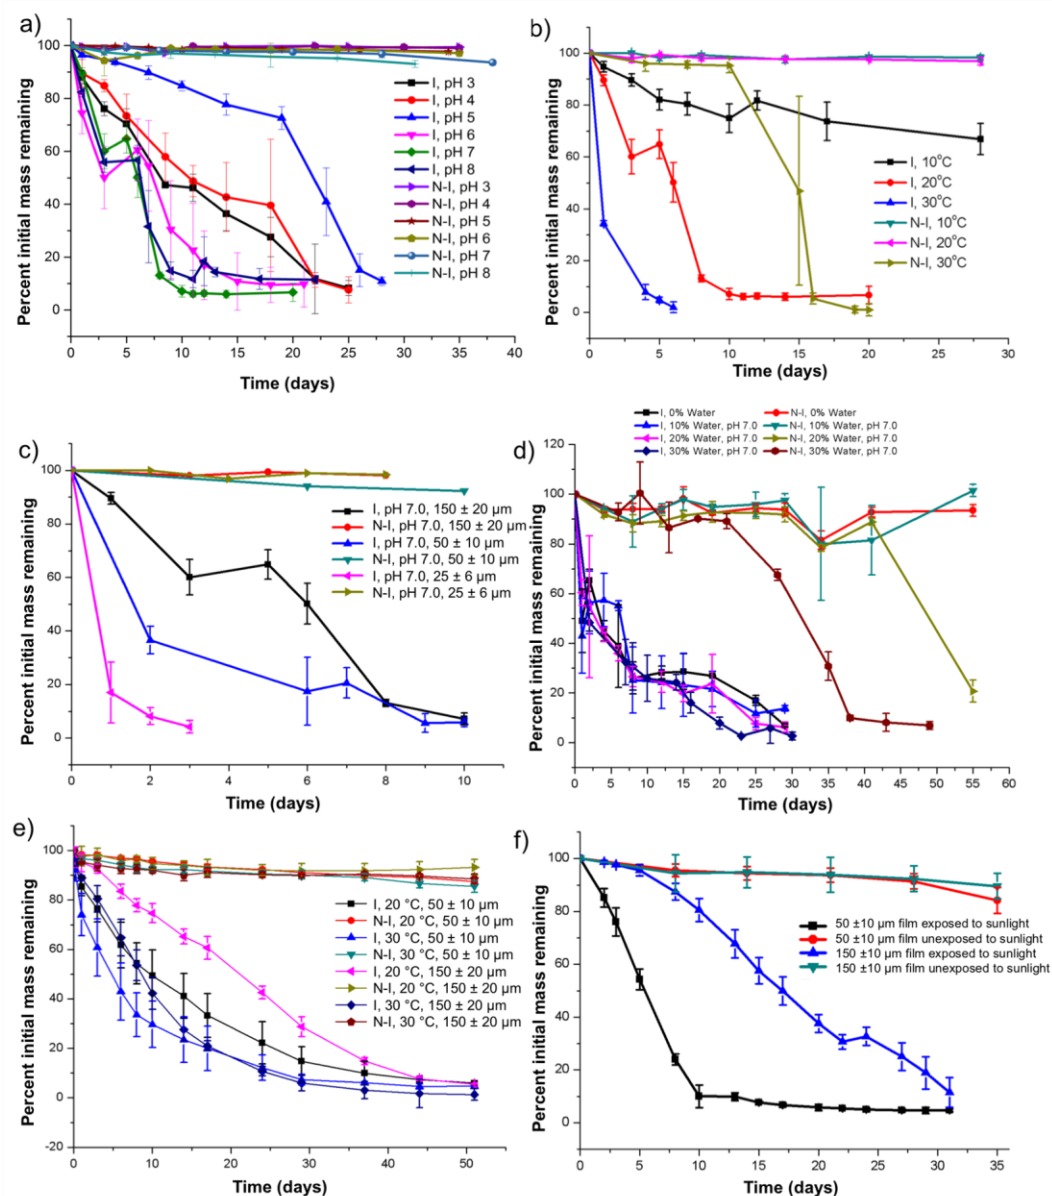 a)
Percent initial mass remaining
100
80
60
40
20
0
0 5 10 15 20 25 30 35 40
Time (days)
I, pH 3
I, pH 4
I, pH 5
I, pH 6
I, pH 7
I, pH 8
N-I, pH 3
N-I, pH 4
N-I, pH 5
N-I, pH 6
N-I, pH 7
N-I, pH 8
b)
Percent initial mass remaining
100
80
60
40
20
0
0 5 10 15 20 25 30
Time (days)
I, 10°C
I, 20°C
I, 30°C
N-I, 10°C
N-I, 20°C
N-I, 30°C
c)
Percent initial mass remaining
100
80
60
40
20
0
0 2 4 6 8 10
Time (days)
I, pH 7.0, 150 ± 20 µm
N-I, pH 7.0, 150 ± 20 µm
I, pH 7.0, 50 ± 10 µm
N-I, pH 7.0, 50 ± 10 µm
I, pH 7.0, 25 ± 6 µm
N-I, pH 7.0, 25 ± 6 µm
d)
I, 0% Water N-I, 0% Water
I, 10% Water, pH 7.0 N-I, 10% Water, pH 7.0
I, 20% Water, pH 7.0 N-I, 20% Water, pH 7.0
I, 30% Water, pH 7.0 N-I, 30% Water, pH 7.0
Percent initial mass remaining
120
100
80
60
40
20
0
0 5 10 15 20 25 30 35 40 45 50 55 60
Time (days)
e)
Percent initial mass remaining
100
80
60
40
20
0
-20
0 10 20 30 40 50
Time (days)
I, 20 °C, 50 ± 10 µm
N-I, 20 °C, 50 ± 10 µm
I, 30 °C, 50 ± 10 µm
N-I, 30 °C, 50 ± 10 µm
I, 20 °C, 150 ± 20 µm
N-I, 20 °C, 150 ± 20 µm
I, 30 °C, 150 ± 20 µm
N-I, 30 °C, 150 ± 20 µm
f)
Percent initial mass remaining
100
80
60
40
20
0
0 5 10 15 20 25 30 35
Time (days)
50 ±10 µm film exposed to sunlight
50 ±10 µm film unexposed to sunlight
150 ±10 µm film exposed to sunlight
150 ±10 µm film unexposed to sunlight